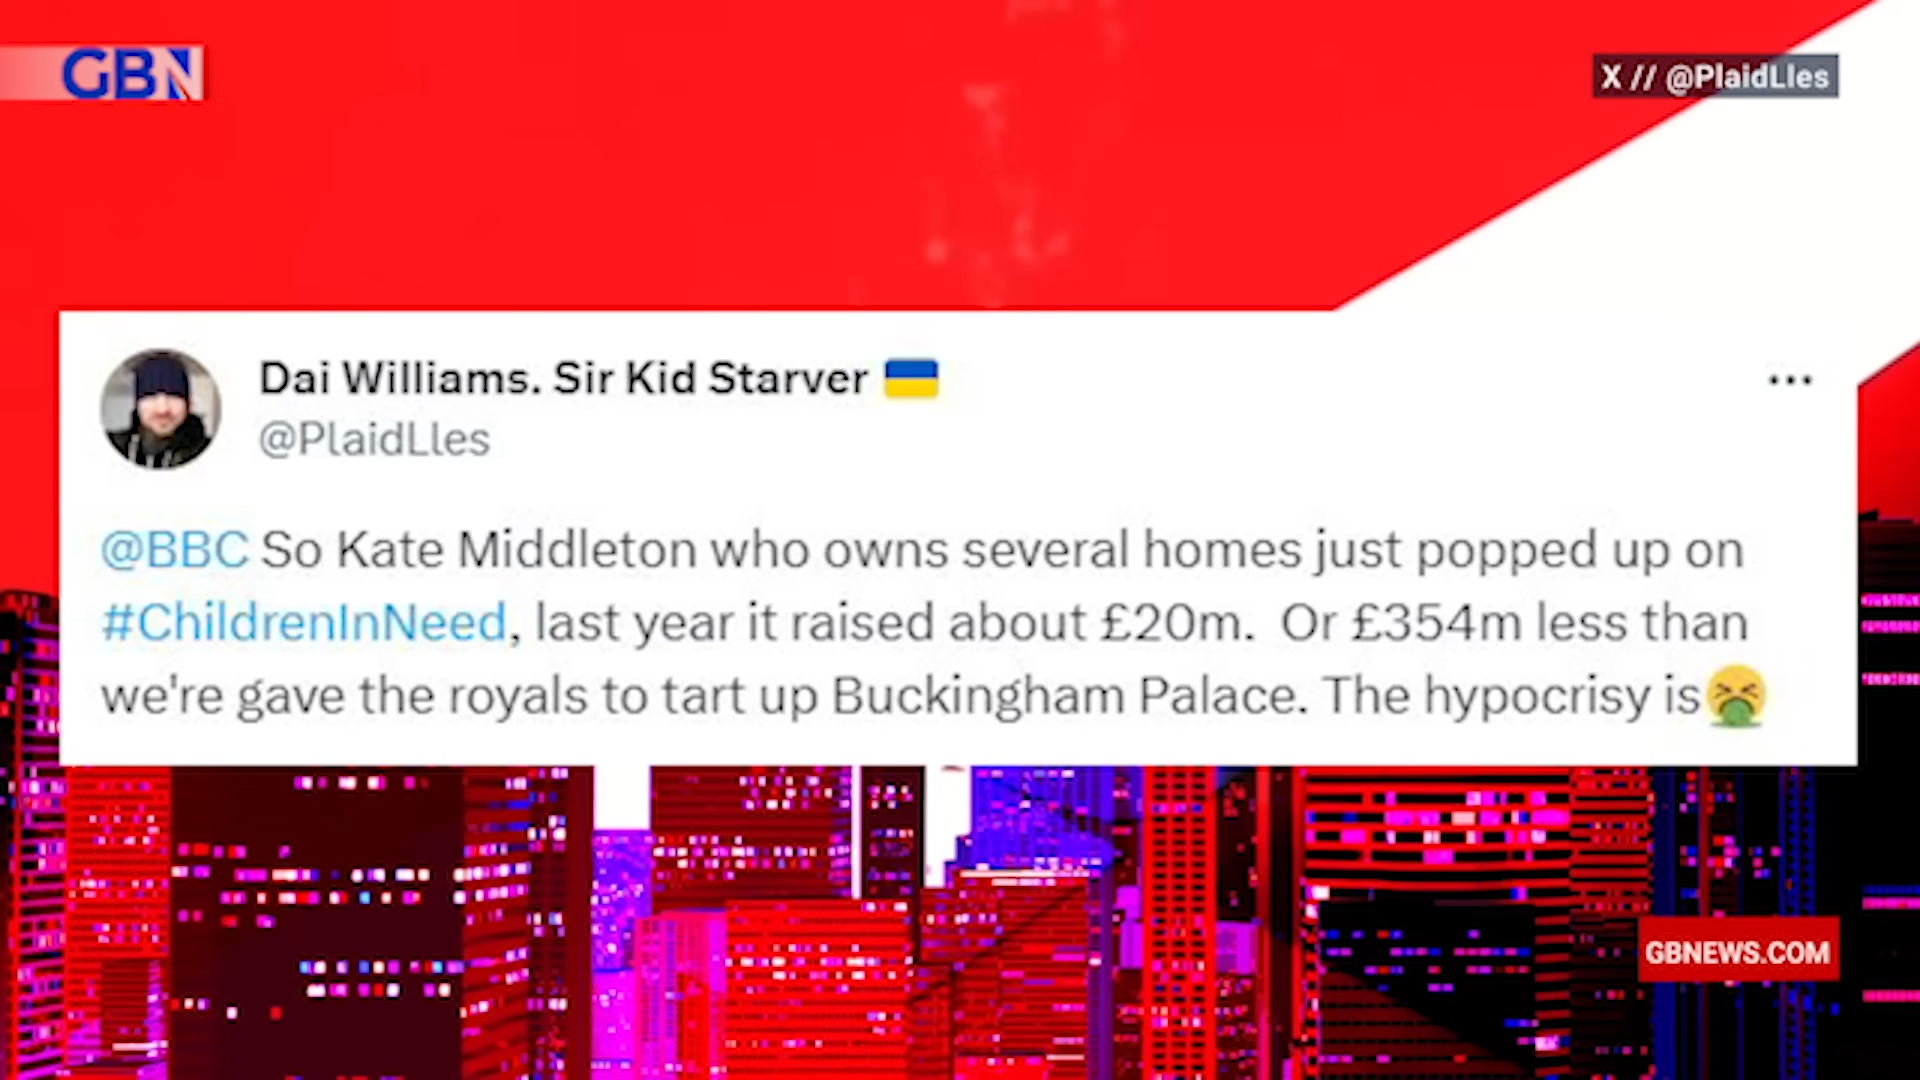 GBN
X // @PlaidLles
Dai Williams. Sir Kid Starver
@PlaidLles
@BBC So Kate Middleton who owns several homes just popped up on
#ChildrenInNeed, last year it raised about £20m. Or £354m less than
we're gave the royals to tart up Buckingham Palace. The hypocrisy is
GBNEWS.COM